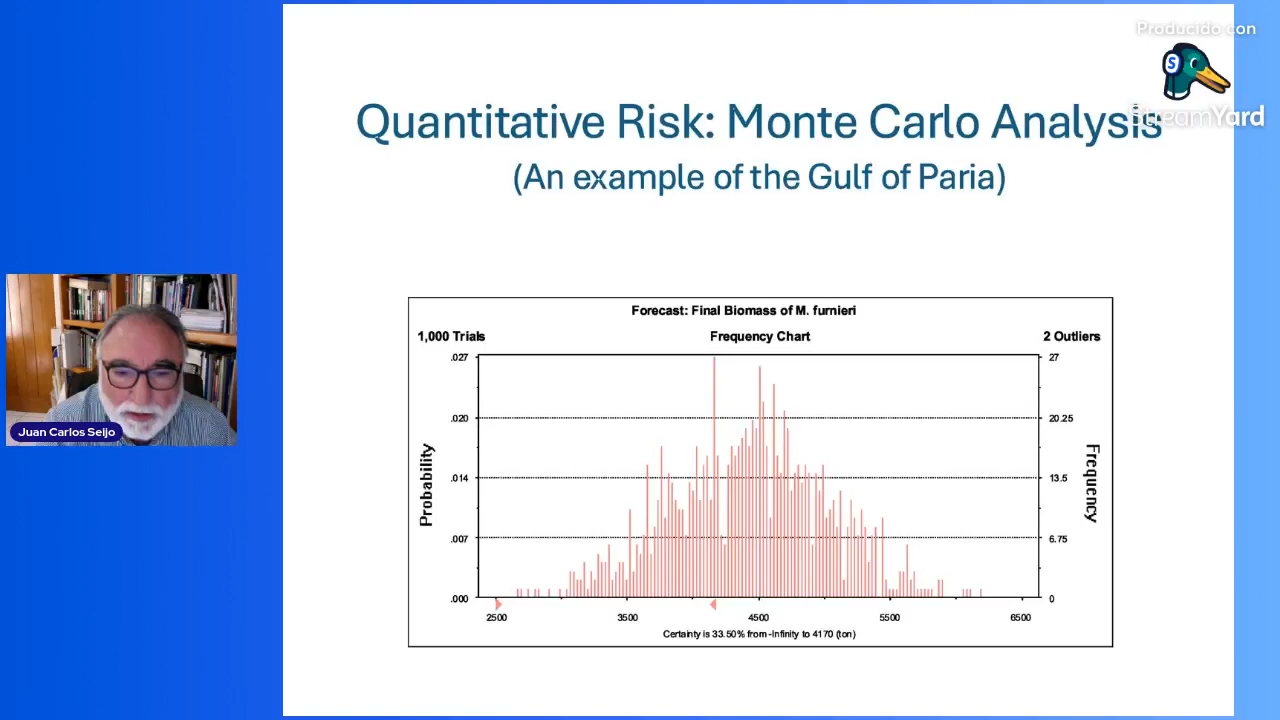 Producido con
S
StreamYard
Quantitative Risk: Monte Carlo Analysis
(An example of the Gulf of Paria)
Forecast: Final Biomass of M. furnieri
1,000 Trials
Frequency Chart
2 Outliers
.027
.020
.014
.007
.000
Probability
27
20.25
13.5
6.75
0
Frequency
2500
3500
4500
5500
6500
Certainty is 33.50% from -Infinity to 4170 (ton)
Juan Carlos Seijo